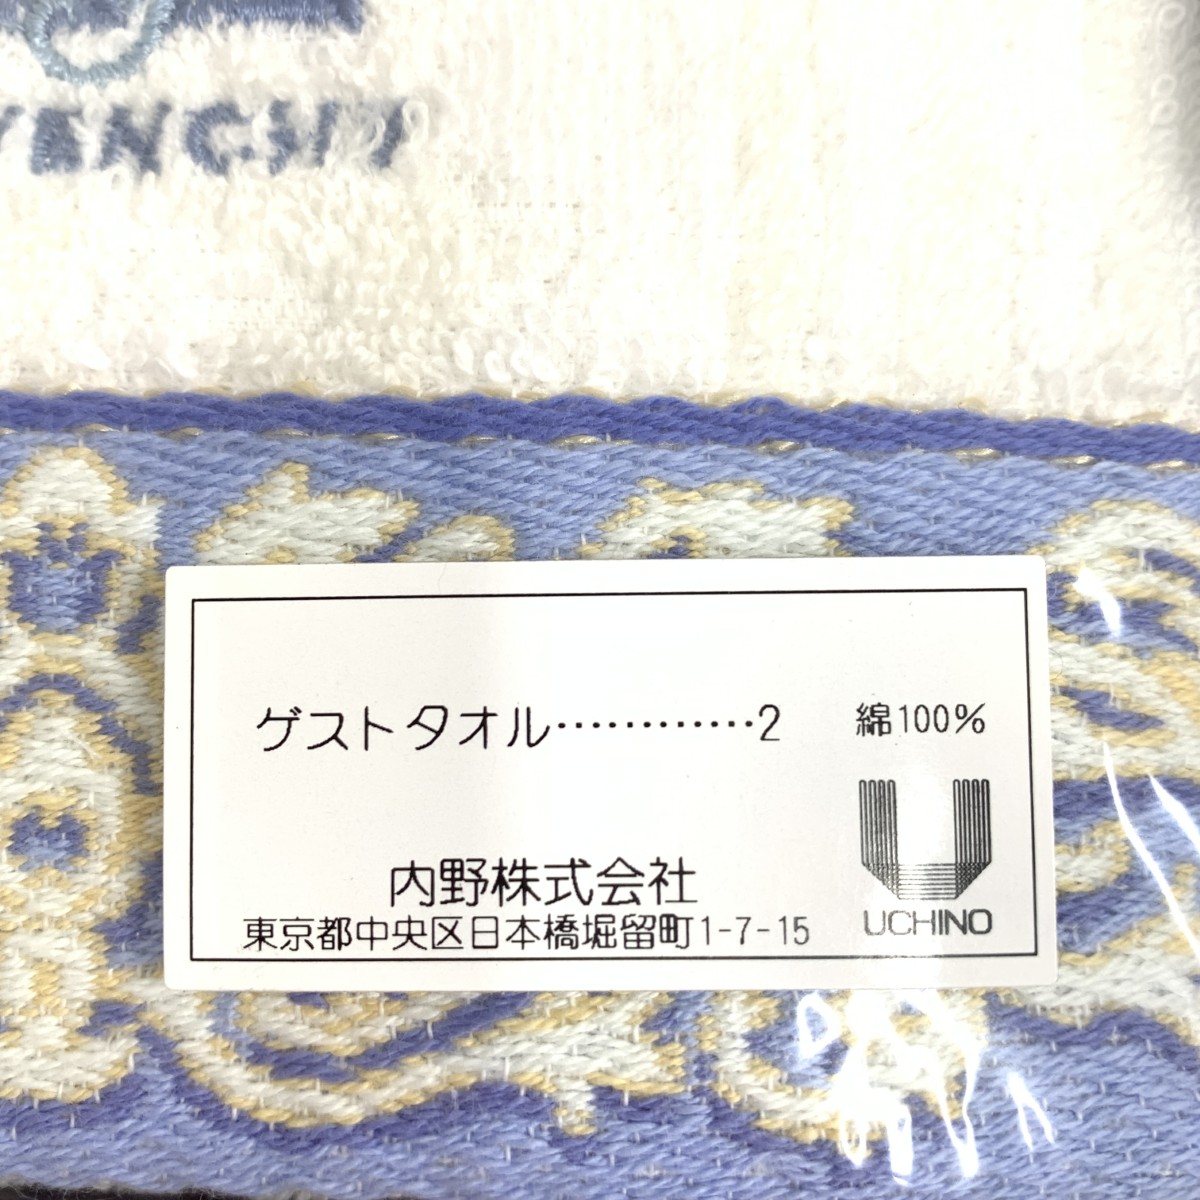 VENCHY
ゲストタオル…………2 綿100%
内野株式会社
東京都中央区日本橋堀留町1-7-15
UCHINO